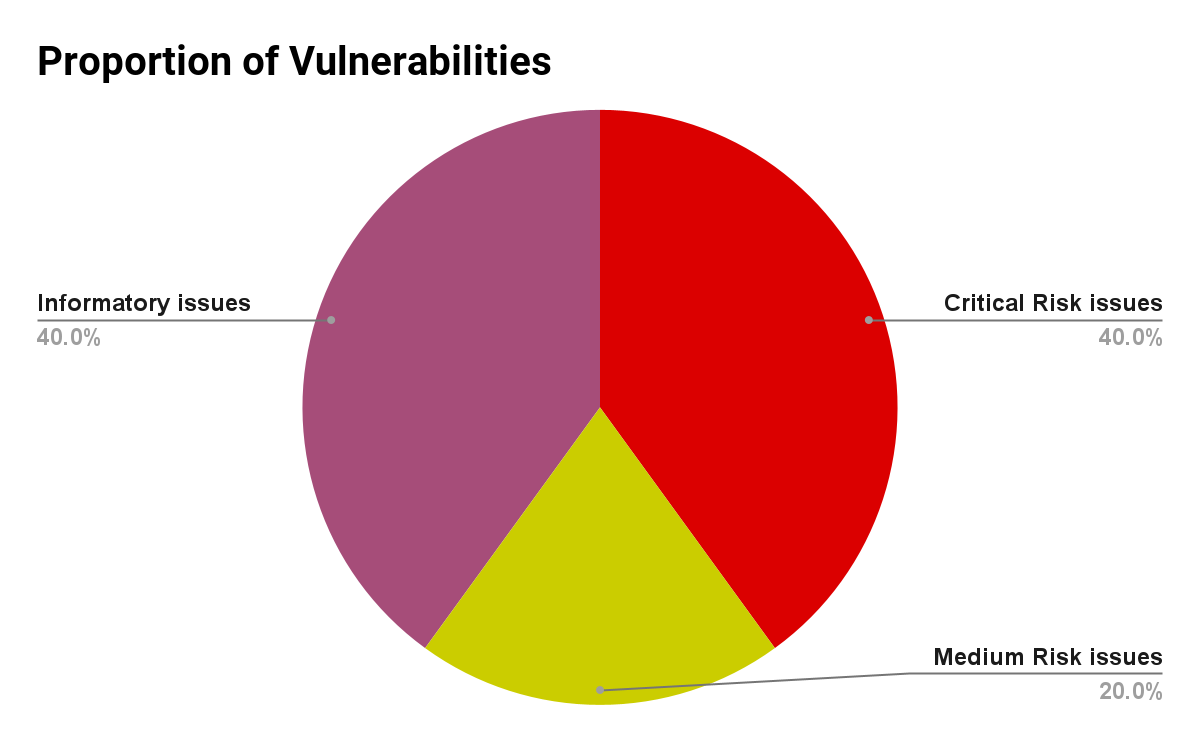 Proportion of Vulnerabilities
Informatory issues
40.0%
Critical Risk issues
40.0%
Medium Risk issues
20.0%